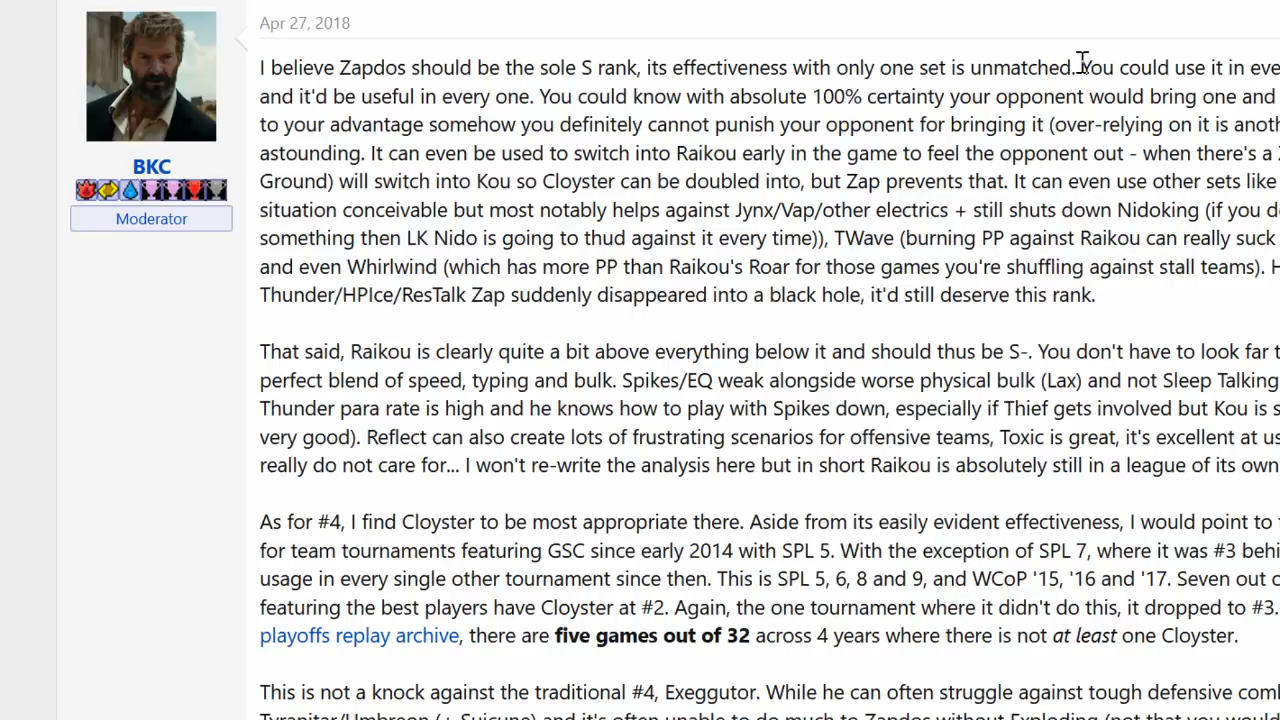 Apr 27, 2018
I believe Zapdos should be the sole S rank, its effectiveness with only one set is unmatched. You could use it in eve
and it'd be useful in every one. You could know with absolute 100% certainty your opponent would bring one and
to your advantage somehow you definitely cannot punish your opponent for bringing it (over-relying on it is anoth
astounding. It can even be used to switch into Raikou early in the game to feel the opponent out - when there's a
Ground) will switch into Kou so Cloyster can be doubled into, but Zap prevents that. It can even use other sets like
situation conceivable but most notably helps against Jynx/Vap/other electrics + still shuts down Nidoking (if you d
something then LK Nido is going to thud against it every time)), TWave (burning PP against Raikou can really suck
and even Whirlwind (which has more PP than Raikou's Roar for those games you're shuffling against stall teams). H
Thunder/HPIce/ResTalk Zap suddenly disappeared into a black hole, it'd still deserve this rank.
BKC
Moderator
That said, Raikou is clearly quite a bit above everything below it and should thus be S-. You don't have to look far t
perfect blend of speed, typing and bulk. Spikes/EQ weak alongside worse physical bulk (Lax) and not Sleep Talking
Thunder para rate is high and he knows how to play with Spikes down, especially if Thief gets involved but Kou is s
very good). Reflect can also create lots of frustrating scenarios for offensive teams, Toxic is great, it's excellent at us
really do not care for... I won't re-write the analysis here but in short Raikou is absolutely still in a league of its own
As for #4, I find Cloyster to be most appropriate there. Aside from its easily evident effectiveness, I would point to
for team tournaments featuring GSC since early 2014 with SPL 5. With the exception of SPL 7, where it was #3 behi
usage in every single other tournament since then. This is SPL 5, 6, 8 and 9, and WCoP '15, '16 and '17. Seven out o
featuring the best players have Cloyster at #2. Again, the one tournament where it didn't do this, it dropped to #3.
playoffs replay archive, there are five games out of 32 across 4 years where there is not at least one Cloyster.
This is not a knock against the traditional #4, Exeggutor. While he can often struggle against tough defensive coml
Tyranitar/Umbreon (+ Suicune) and it's often unable to do much to Zapdos without Exploding (not that you would